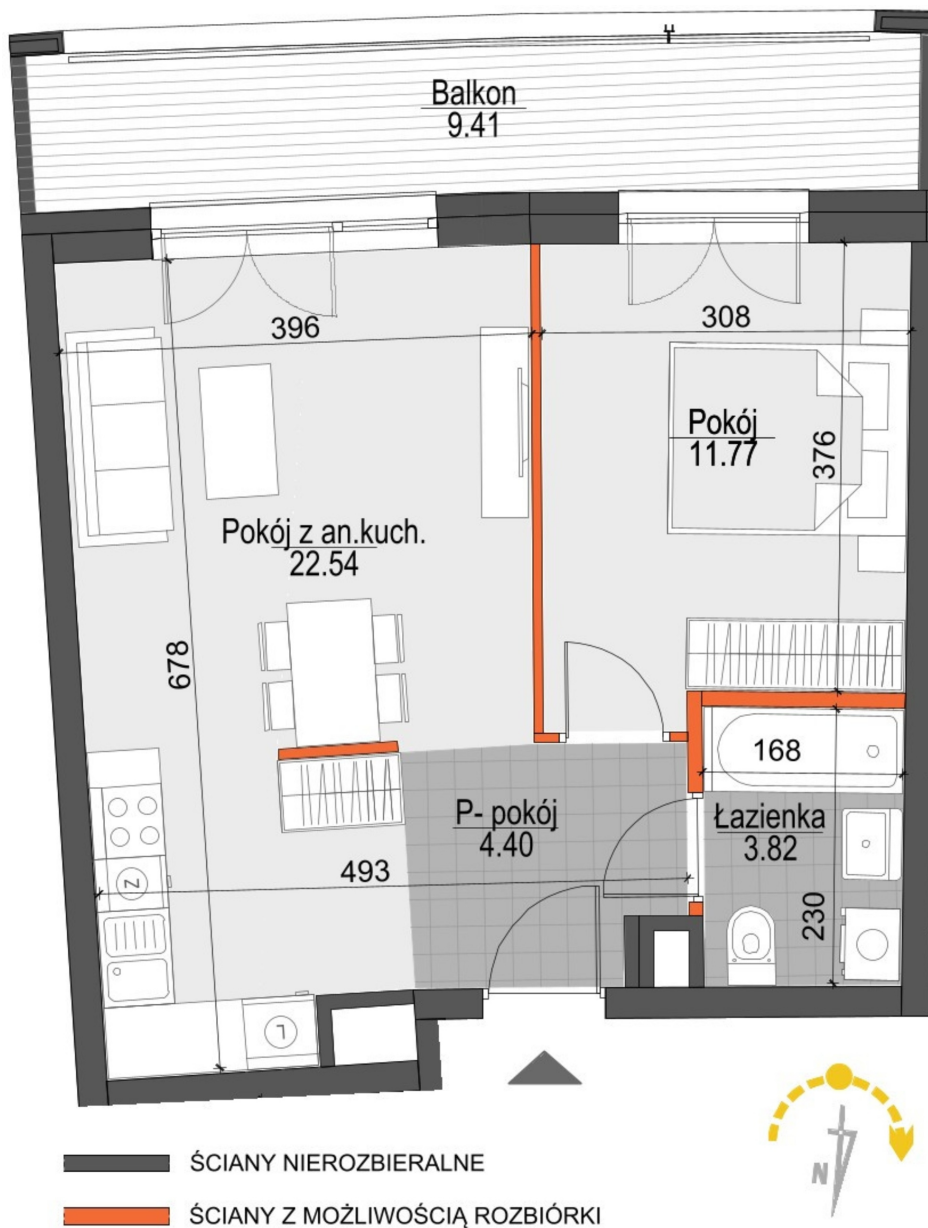 Balkon
9.41
396
308
Pokój
11.77
376
Pokój z an.kuch.
22.54
678
168
P- pokój
4.40
Łazienka
3.82
493
230
Z
L
N
ŚCIANY NIEROZBIERALNE
ŚCIANY Z MOŻLIWOŚCIĄ ROZBIÓRKI